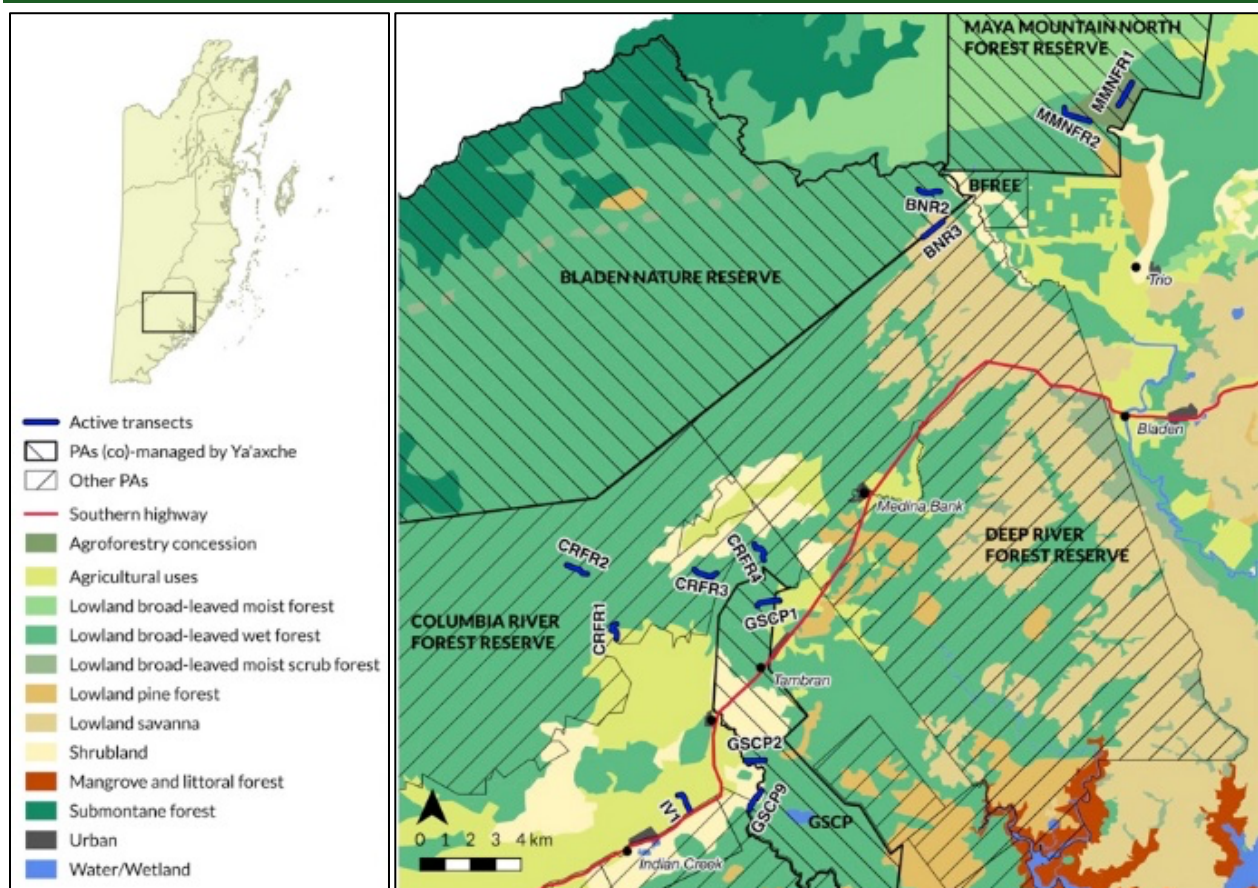 Active transects
PAs (co)-managed by Ya'axche
Other PAs
Southern highway
Agroforestry concession
Agricultural uses
Lowland broad-leaved moist forest
Lowland broad-leaved wet forest
Lowland broad-leaved moist scrub forest
Lowland pine forest
Lowland savanna
Shrubland
Mangrove and littoral forest
Submontane forest
Urban
Water/Wetland
MAYA MOUNTAIN NORTH
FOREST RESERVE
MMNFR1
MMNFR2
BFREE
BNR2
BNR3
BLADEN NATURE RESERVE
Trio
Bladen
Medina Bank
DEEP RIVER
FOREST RESERVE
CRFR2
CRFR3
CRFR4
GSCP1
COLUMBIA RIVER
FOREST RESERVE
CRFR1
Tambran
GSCP2
IV1
GSCP9
GSCP
0 1 2 3 4 km
Indian Creek